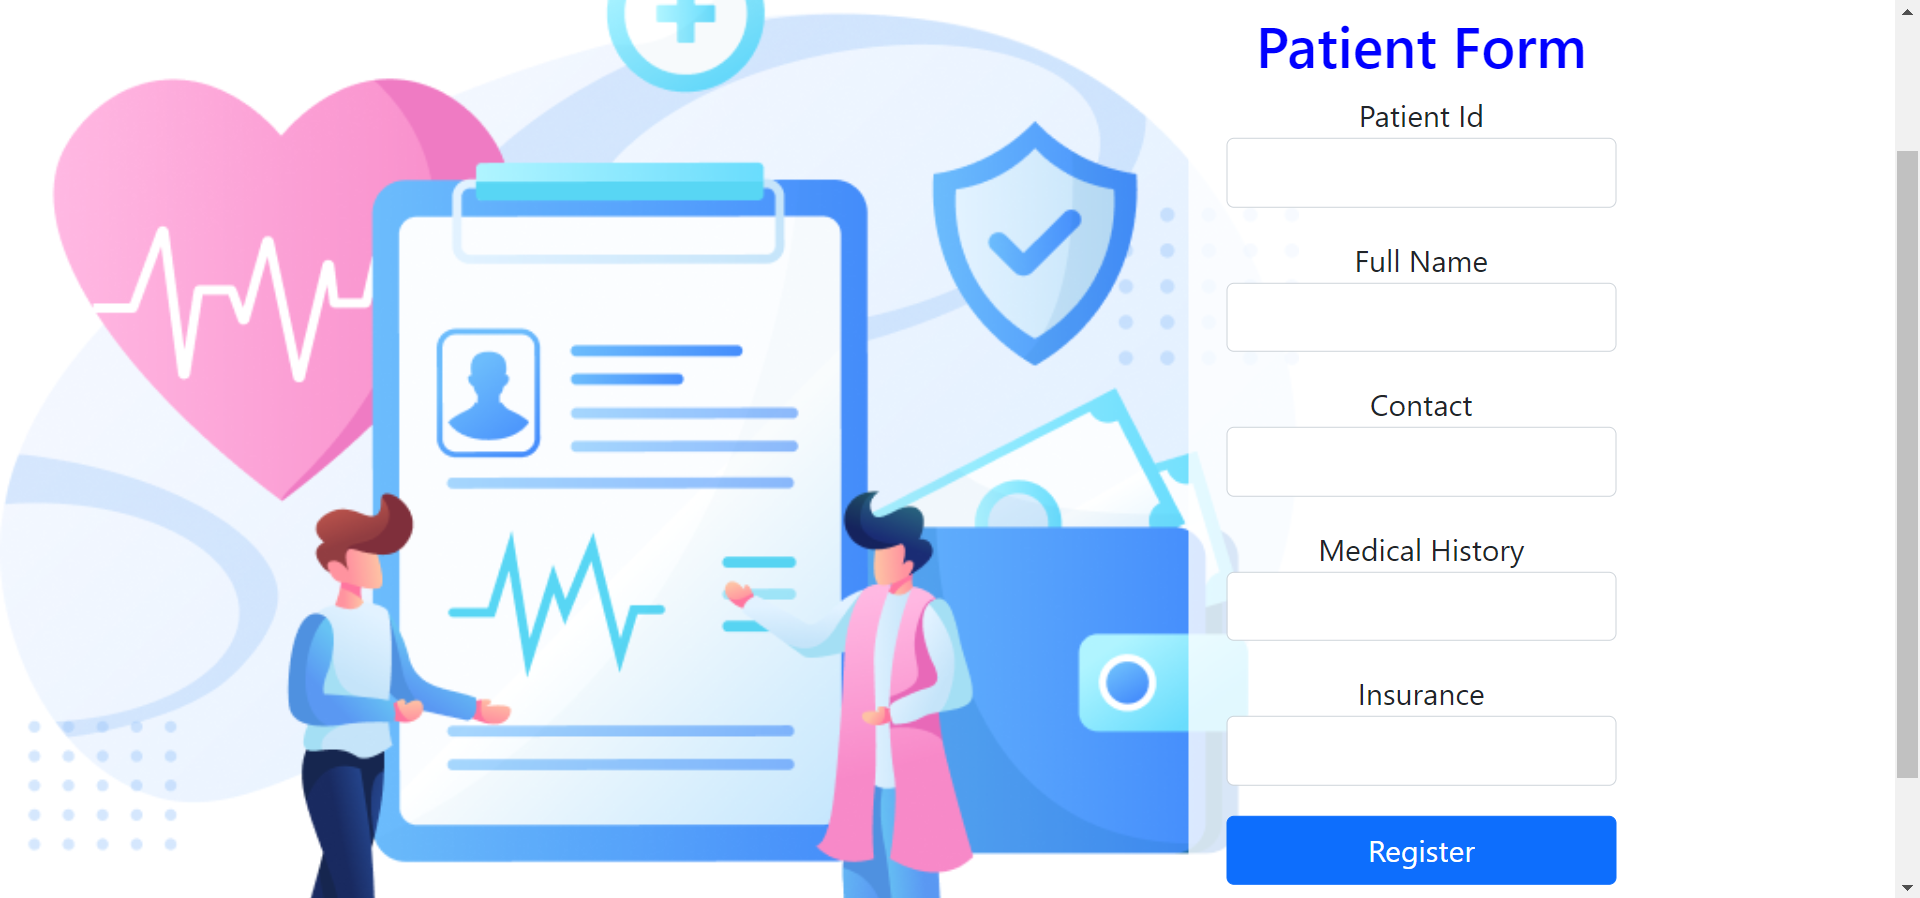 Patient Form
Patient Id
Full Name
Contact
Medical History
Insurance
Register